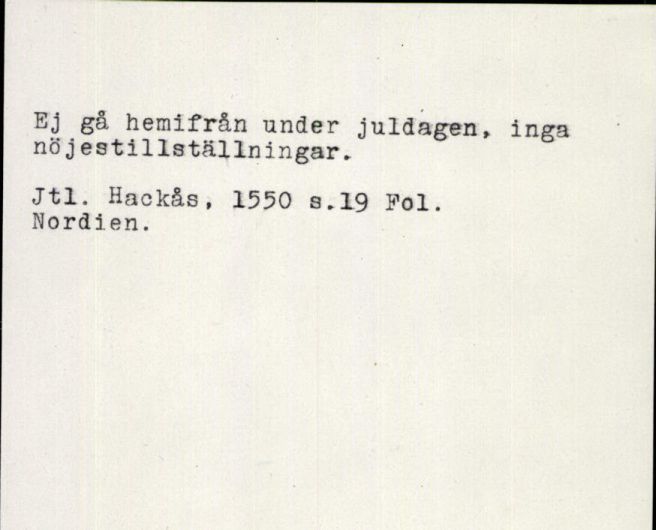 Ej gå hemifrån under juldagen, inga
nöjestillställningar.
Jtl. Hackås, 1550 s.19 Fol.
Nordien.